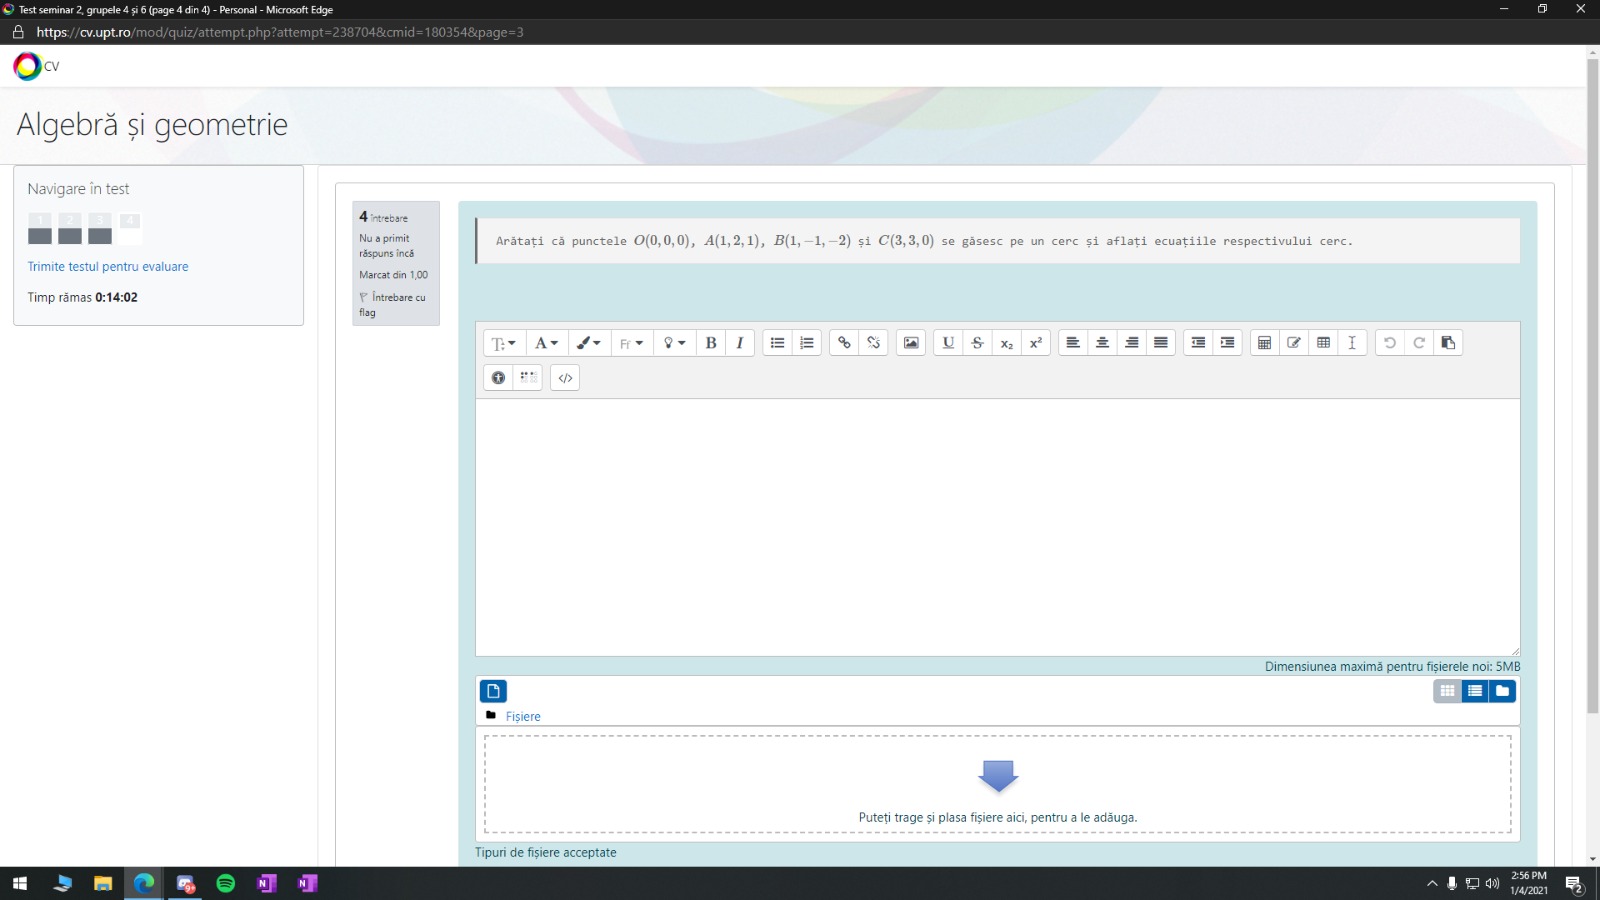 Test seminar 2, grupele 4 și 6 (page 4 din 4) - Personal - Microsoft Edge
https://cv.upt.ro/mod/quiz/attempt.php?attempt=238704&cmid=180354&page=3
CV
Algebră și geometrie
Navigare în test
1 2 3 4
Trimite testul pentru evaluare
Timp rămas 0:14:02
4 întrebare
Nu a primit
răspuns încă
Marcat din 1,00
Întrebare cu
flag
Arătați că punctele O(0,0,0), A(1,2,1), B(1,−1,−2) și C(3,3,0) se găsesc pe un cerc și aflați ecuațiile respectivului cerc.
Dimensiunea maximă pentru fișierele noi: 5MB
Fișiere
Puteți trage și plasa fișiere aici, pentru a le adăuga.
Tipuri de fișiere acceptate
2:56 PM
1/4/2021